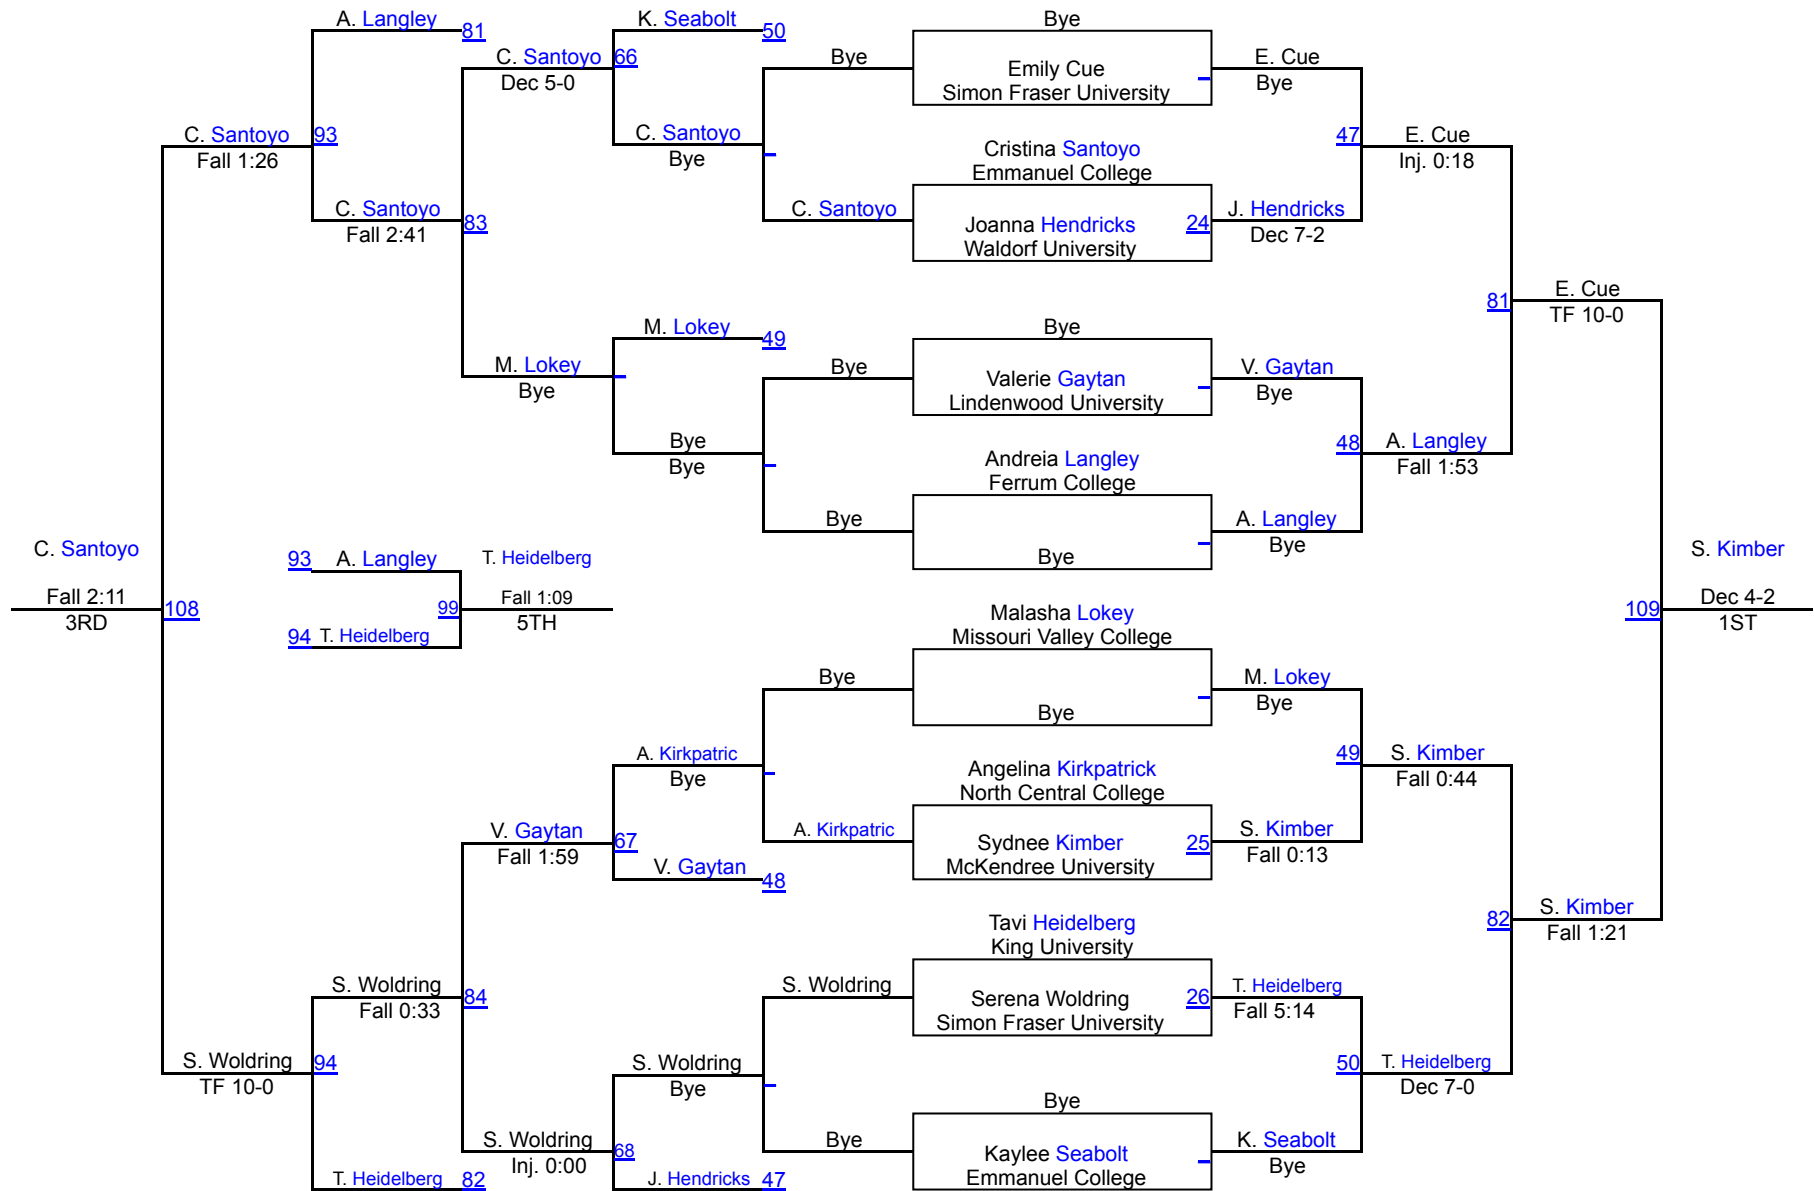 A. Langley
81
K. Seabolt
50
Bye
C. Santoyo
66
Dec 5-0
Bye
Emily Cue
Simon Fraser University
E. Cue
Bye
C. Santoyo
93
Fall 1:26
C. Santoyo
Bye
Cristina Santoyo
Emmanuel College
47
E. Cue
Inj. 0:18
C. Santoyo
83
Fall 2:41
C. Santoyo
Joanna Hendricks
Waldorf University
24
J. Hendricks
Dec 7-2
81
E. Cue
TF 10-0
M. Lokey
49
Bye
M. Lokey
Bye
Bye
Valerie Gaytan
Lindenwood University
V. Gaytan
Bye
Bye
Bye
Andreia Langley
Ferrum College
48
A. Langley
Fall 1:53
Bye
Bye
A. Langley
Bye
C. Santoyo
Fall 2:11
3RD
108
93
A. Langley
T. Heidelberg
99
Fall 1:09
5TH
94
T. Heidelberg
S. Kimber
109
Dec 4-2
1ST
Malasha Lokey
Missouri Valley College
Bye
Bye
M. Lokey
Bye
A. Kirkpatric
Bye
Angelina Kirkpatrick
North Central College
49
S. Kimber
Fall 0:44
V. Gaytan
67
Fall 1:59
A. Kirkpatric
Sydnee Kimber
McKendree University
25
S. Kimber
Fall 0:13
V. Gaytan
48
Tavi Heidelberg
King University
82
S. Kimber
Fall 1:21
S. Woldring
84
Fall 0:33
S. Woldring
Serena Woldring
Simon Fraser University
26
T. Heidelberg
Fall 5:14
S. Woldring
94
TF 10-0
S. Woldring
Bye
50
T. Heidelberg
Dec 7-0
Bye
S. Woldring
68
Inj. 0:00
Bye
Kaylee Seabolt
Emmanuel College
K. Seabolt
Bye
T. Heidelberg
82
J. Hendricks
47